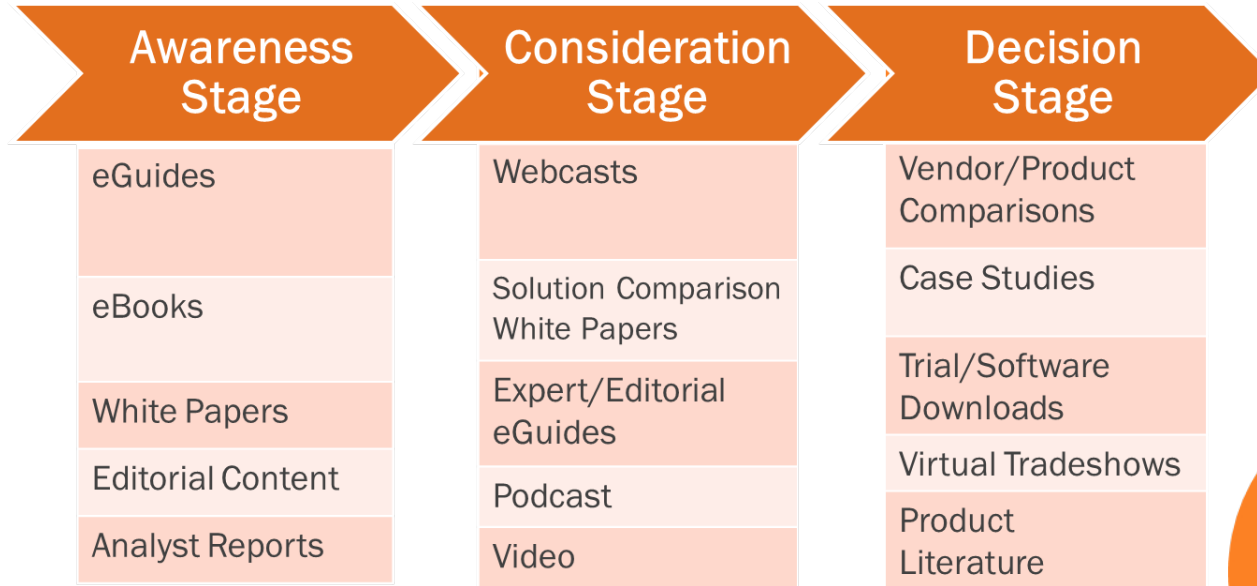 Awareness
Stage
eGuides
eBooks
White Papers
Editorial Content
Analyst Reports
Consideration
Stage
Webcasts
Solution Comparison
White Papers
Expert/Editorial
eGuides
Podcast
Video
Decision
Stage
Vendor/Product
Comparisons
Case Studies
Trial/Software
Downloads
Virtual Tradeshows
Product
Literature